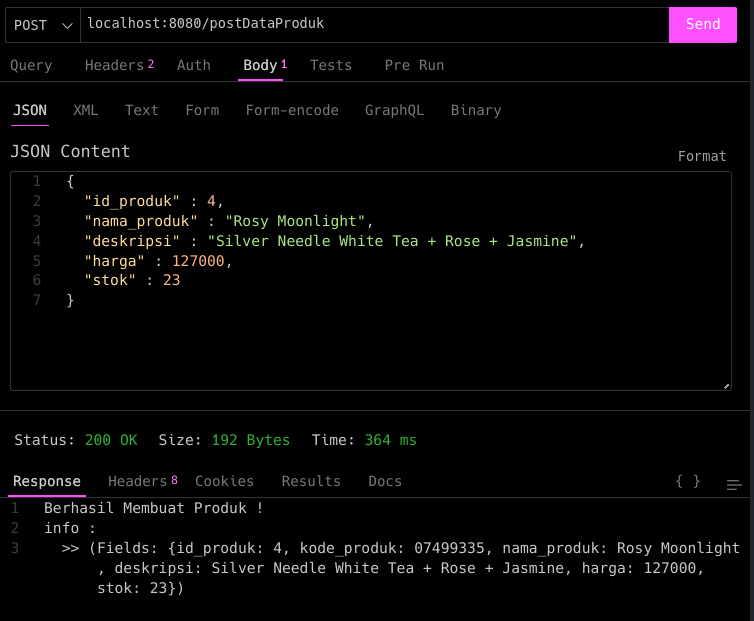 POST localhost:8080/postDataProduk Send
Query Headers 2 Auth Body 1 Tests Pre Run
JSON XML Text Form Form-encode GraphQL Binary
JSON Content Format
1 {
2 "id_produk" : 4,
3 "nama_produk" : "Rosy Moonlight",
4 "deskripsi" : "Silver Needle White Tea + Rose + Jasmine",
5 "harga" : 127000,
6 "stok" : 23
7 }
Status: 200 OK Size: 192 Bytes Time: 364 ms
Response Headers 8 Cookies Results Docs { }
1 Berhasil Membuat Produk !
2 info :
3 >> (Fields: {id_produk: 4, kode_produk: 07499335, nama_produk: Rosy Moonlight
, deskripsi: Silver Needle White Tea + Rose + Jasmine, harga: 127000,
stok: 23})